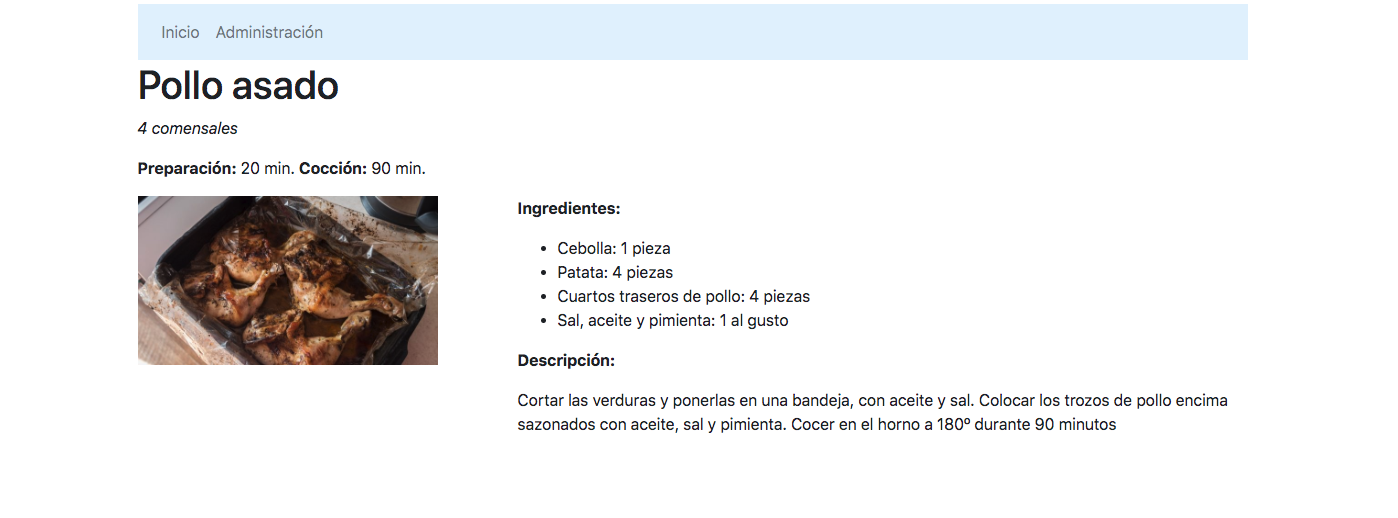 Inicio Administración
Pollo asado
4 comensales
Preparación: 20 min. Cocción: 90 min.
Ingredientes:
• Cebolla: 1 pieza
• Patata: 4 piezas
• Cuartos traseros de pollo: 4 piezas
• Sal, aceite y pimienta: 1 al gusto
Descripción:
Cortar las verduras y ponerlas en una bandeja, con aceite y sal. Colocar los trozos de pollo encima
sazonados con aceite, sal y pimienta. Cocer en el horno a 180º durante 90 minutos